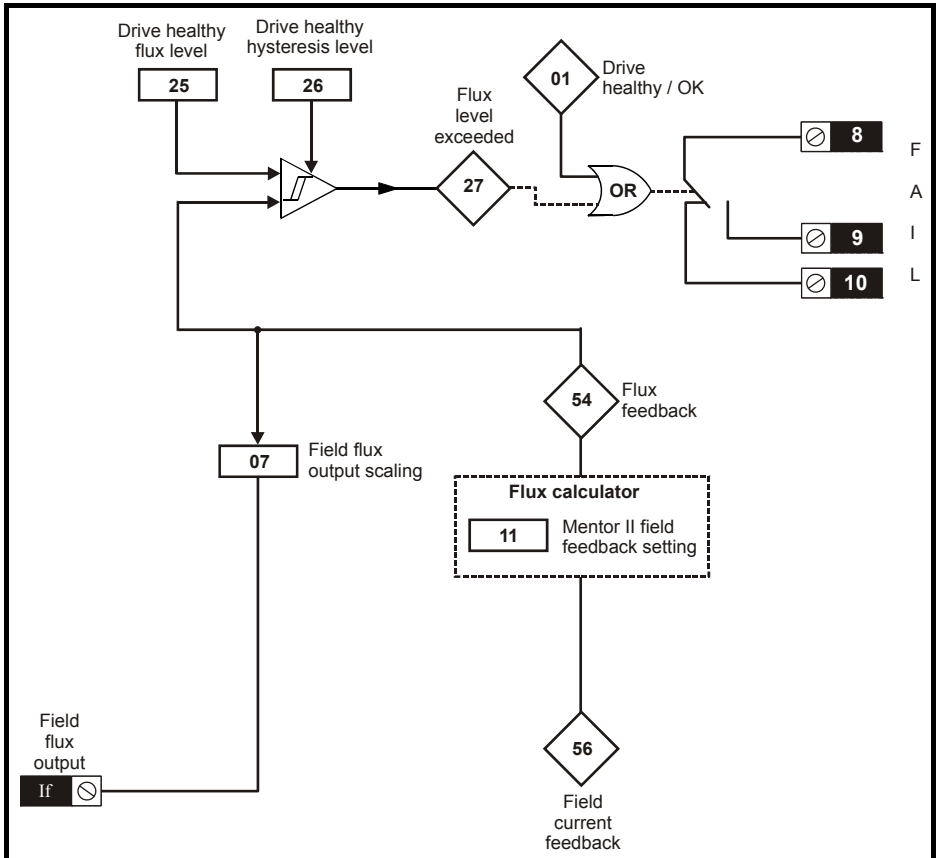 Drive healthy
flux level
25
Drive healthy
hysteresis level
26
Flux
level
exceeded
27
01
Drive
healthy / OK
OR
8
9
10
F
A
I
L
54
Flux
feedback
07
Field flux
output scaling
Flux calculator
11
Mentor II field
feedback setting
Field
flux
output
If
56
Field
current
feedback